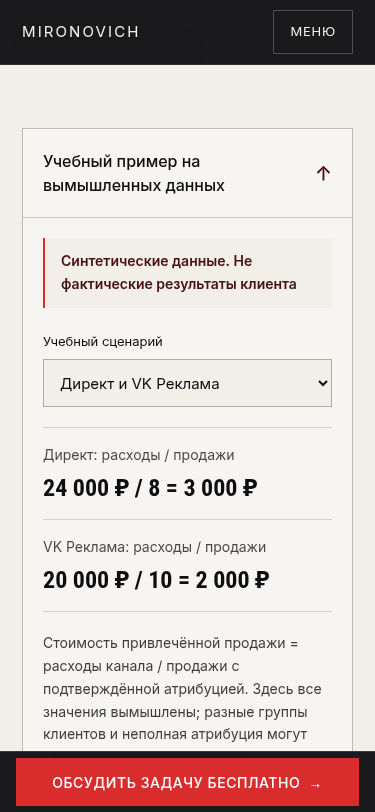 MIRONOVICH
МЕНЮ
Учебный пример на
вымышленных данных
↑
Синтетические данные. Не
фактические результаты клиента
Учебный сценарий
Директ и VK Реклама
Директ: расходы / продажи
24 000 ₽ / 8 = 3 000 ₽
VK Реклама: расходы / продажи
20 000 ₽ / 10 = 2 000 ₽
Стоимость привлечённой продажи =
расходы канала / продажи с
подтверждённой атрибуцией. Здесь все
значения вымышлены; разные группы
клиентов и неполная атрибуция могут
ОБСУДИТЬ ЗАДАЧУ БЕСПЛАТНО →